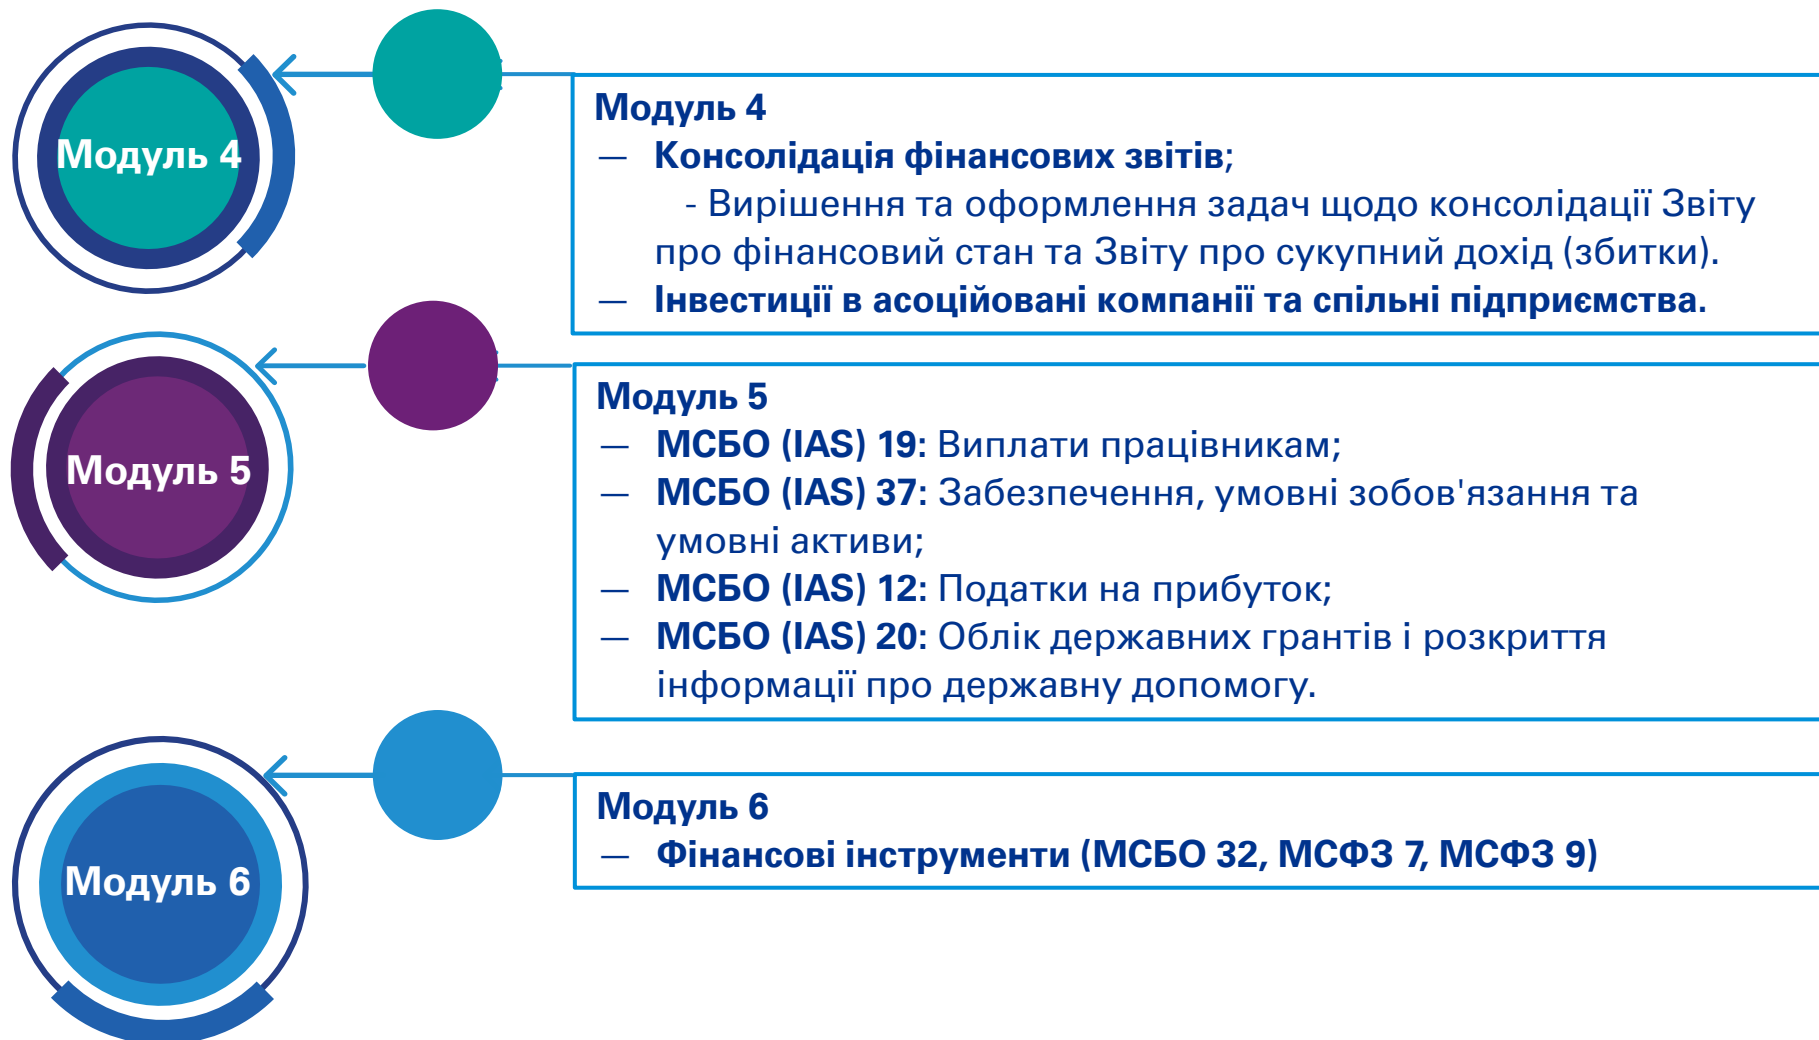 Модуль 4
Модуль 4
— Консолідація фінансових звітів;
- Вирішення та оформлення задач щодо консолідації Звіту
про фінансовий стан та Звіту про сукупний дохід (збитки).
— Інвестиції в асоційовані компанії та спільні підприємства.
Модуль 5
Модуль 5
— МСБО (IAS) 19: Виплати працівникам;
— МСБО (IAS) 37: Забезпечення, умовні зобов'язання та
умовні активи;
— МСБО (IAS) 12: Податки на прибуток;
— МСБО (IAS) 20: Облік державних грантів і розкриття
інформації про державну допомогу.
Модуль 6
Модуль 6
— Фінансові інструменти (МСБО 32, МСФЗ 7, МСФЗ 9)